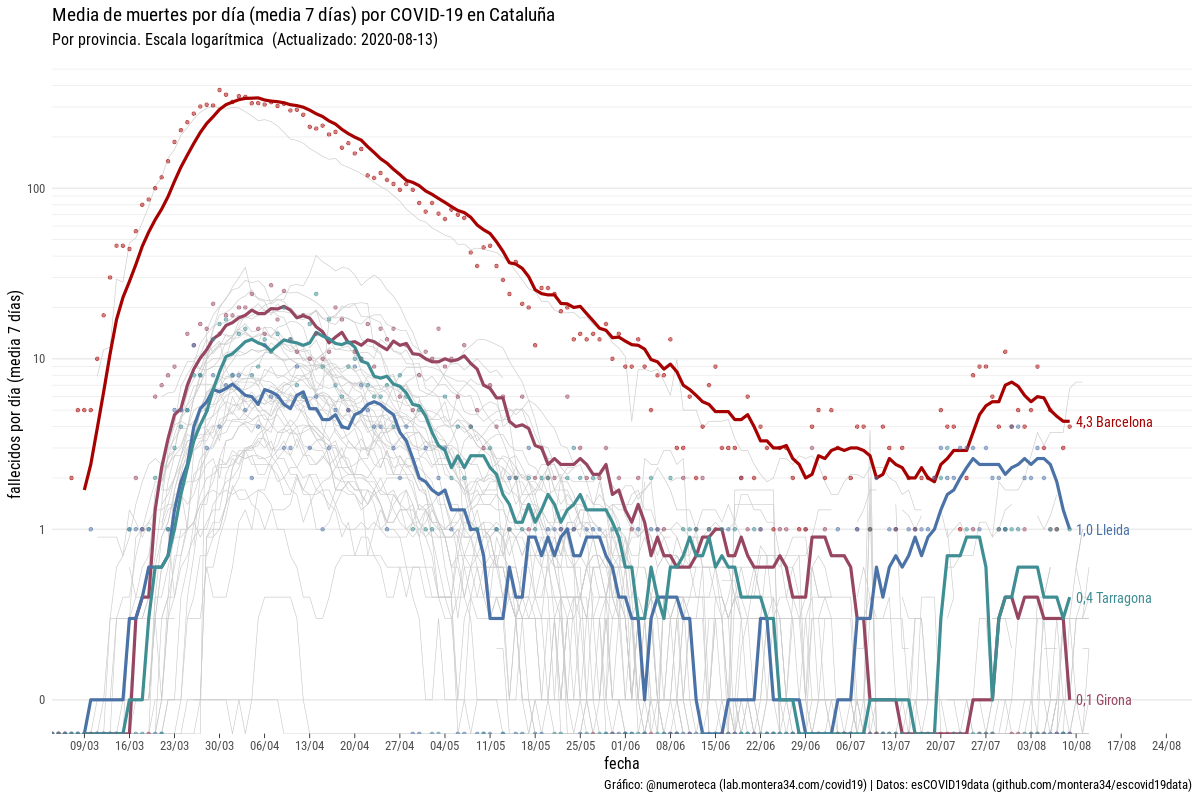 Media de muertes por día (media 7 días) por COVID-19 en Cataluña
Por provincia. Escala logarítmica (Actualizado: 2020-08-13)
fallecidos por día (media 7 días)
100
10
1
0
4,3 Barcelona
1,0 Lleida
0,4 Tarragona
0,1 Girona
09/03 16/03 23/03 30/03 06/04 13/04 20/04 27/04 04/05 11/05 18/05 25/05 01/06 08/06 15/06 22/06 29/06 06/07 13/07 20/07 27/07 03/08 10/08 17/08 24/08
fecha
Gráfico: @numeroteca (lab.montera34.com/covid19) | Datos: esCOVID19data (github.com/montera34/escovid19data)